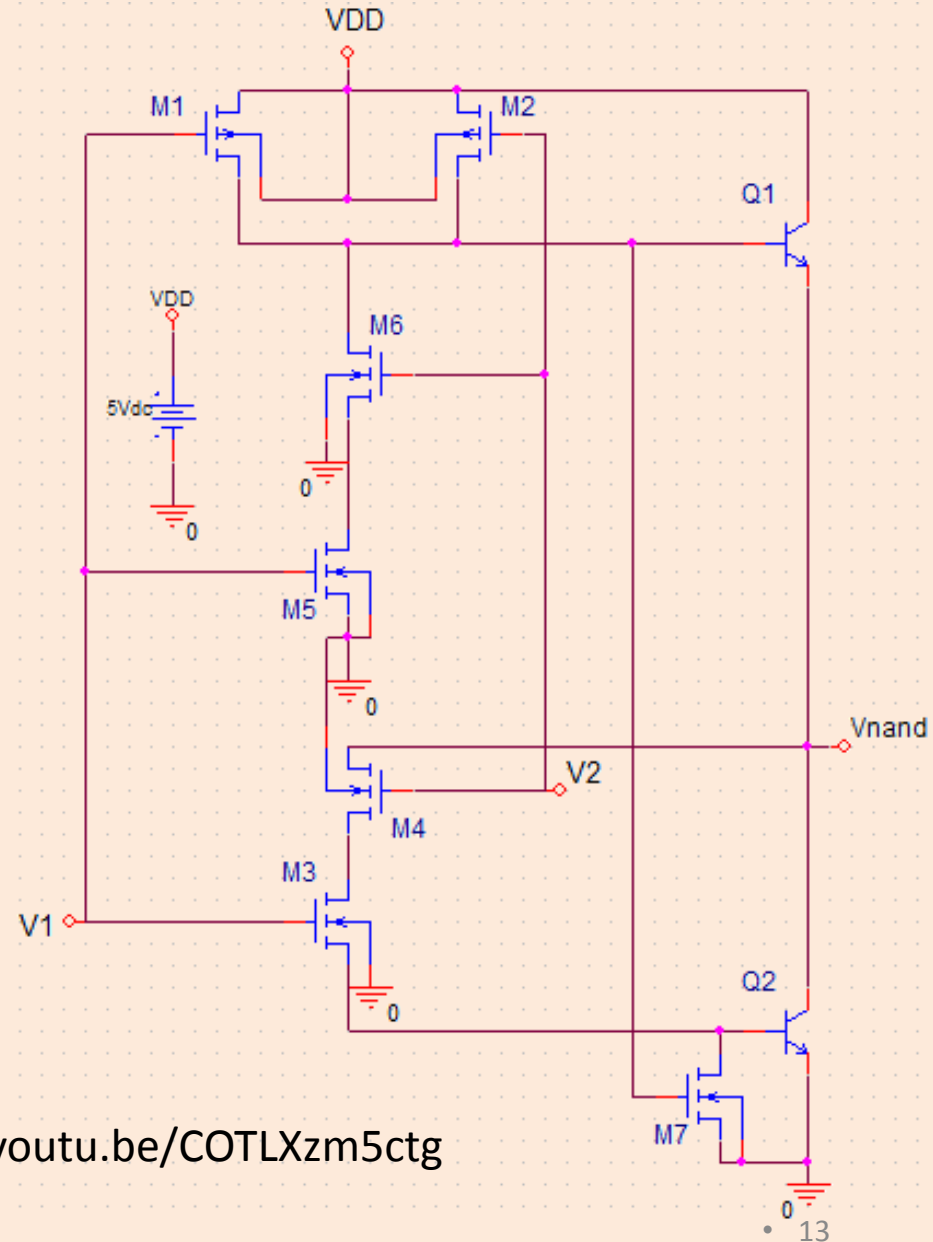 VDD
M1
M2
Q1
VDD
M6
5Vdc
0
0
M5
0
Vnand
V2
M4
M3
V1
Q2
0
M7
youtu.be/COTLXzm5ctg
0
• 13